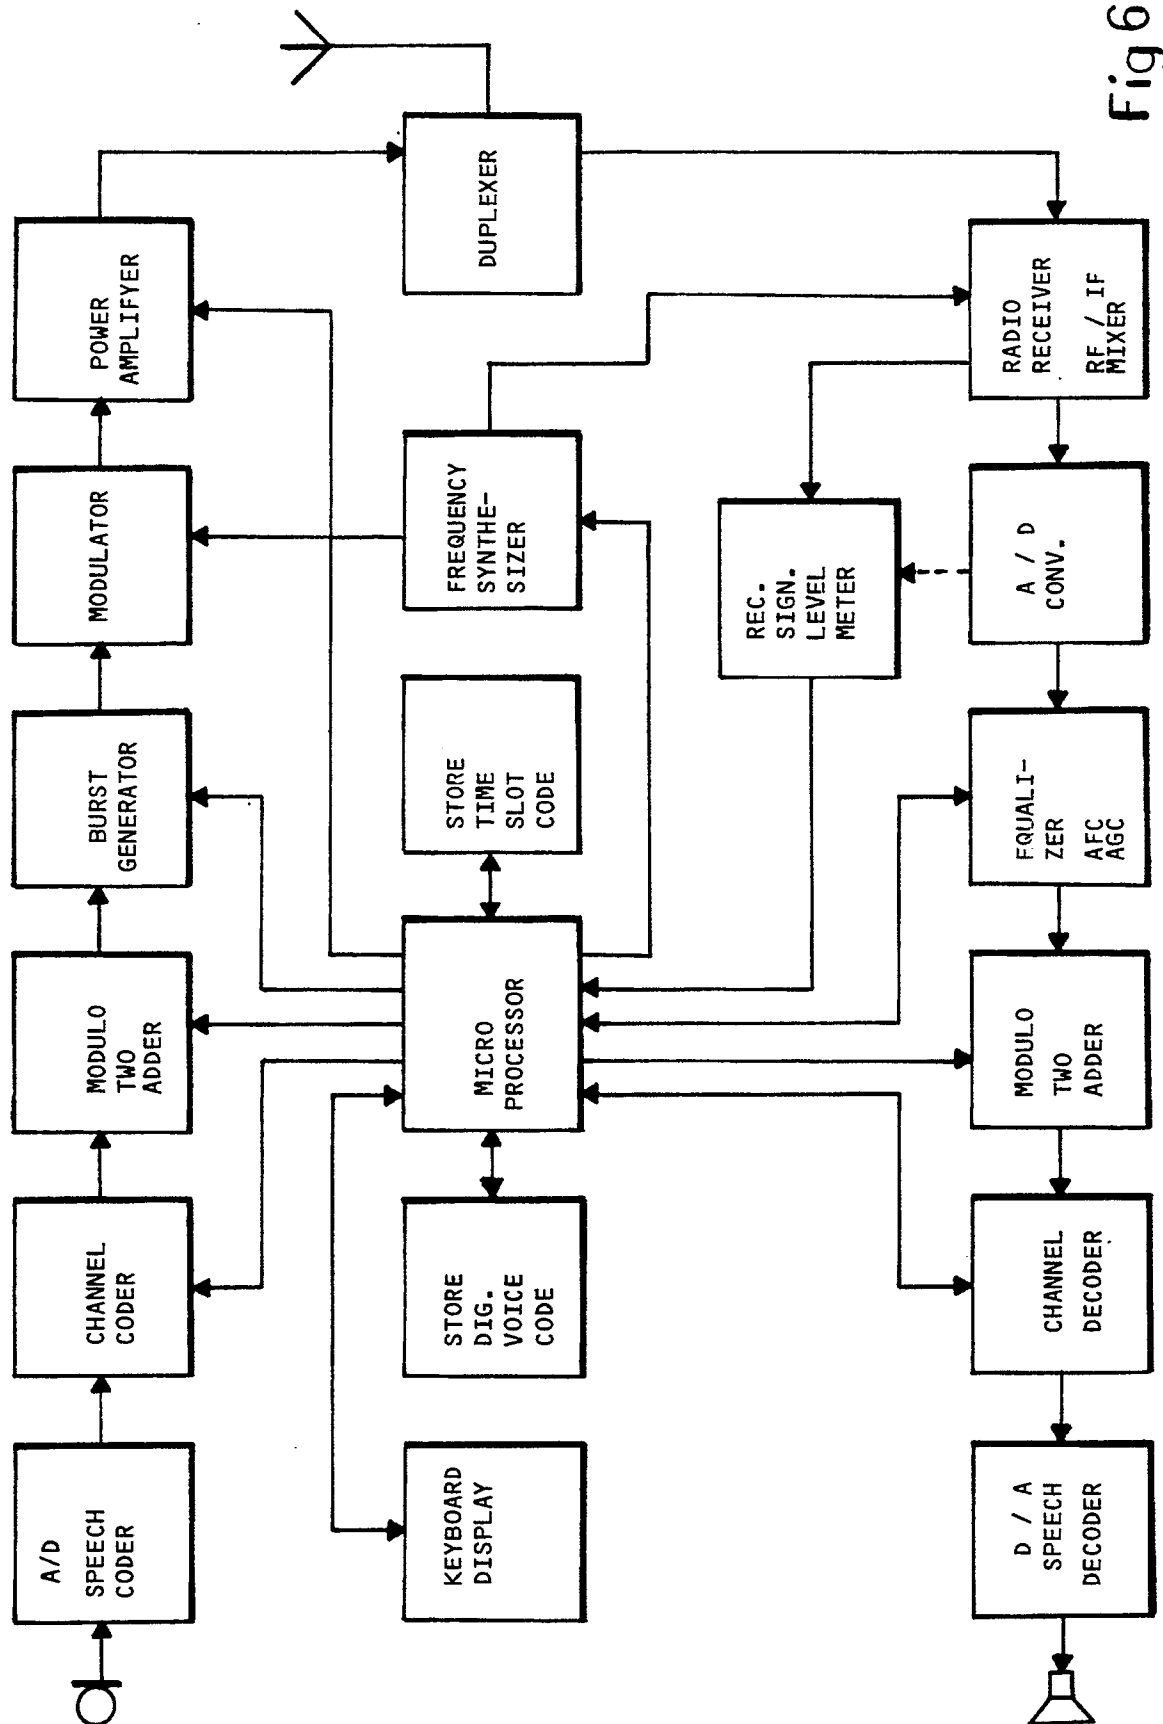 A/D
SPEECH
CODER
CHANNEL
CODER
MODULO
TWO
ADDER
BURST
GENERATOR
MODULATOR
POWER
AMPLIFYER
KEYBOARD
DISPLAY
STORE
DIG.
VOICE
CODE
MICRO
PROCESSOR
STORE
TIME
SLOT
CODE
FREQUENCY
SYNTHE-
SIZER
DUPLEXER
REC.
SIGN.
LEVEL
METER
D / A
SPEECH
DECODER
CHANNEL
DECODER
MODULO
TWO
ADDER
FQUALI-
ZER
AFC
AGC
A / D
CONV.
RADIO
RECEIVER
RF / IF
MIXER
Fig 6